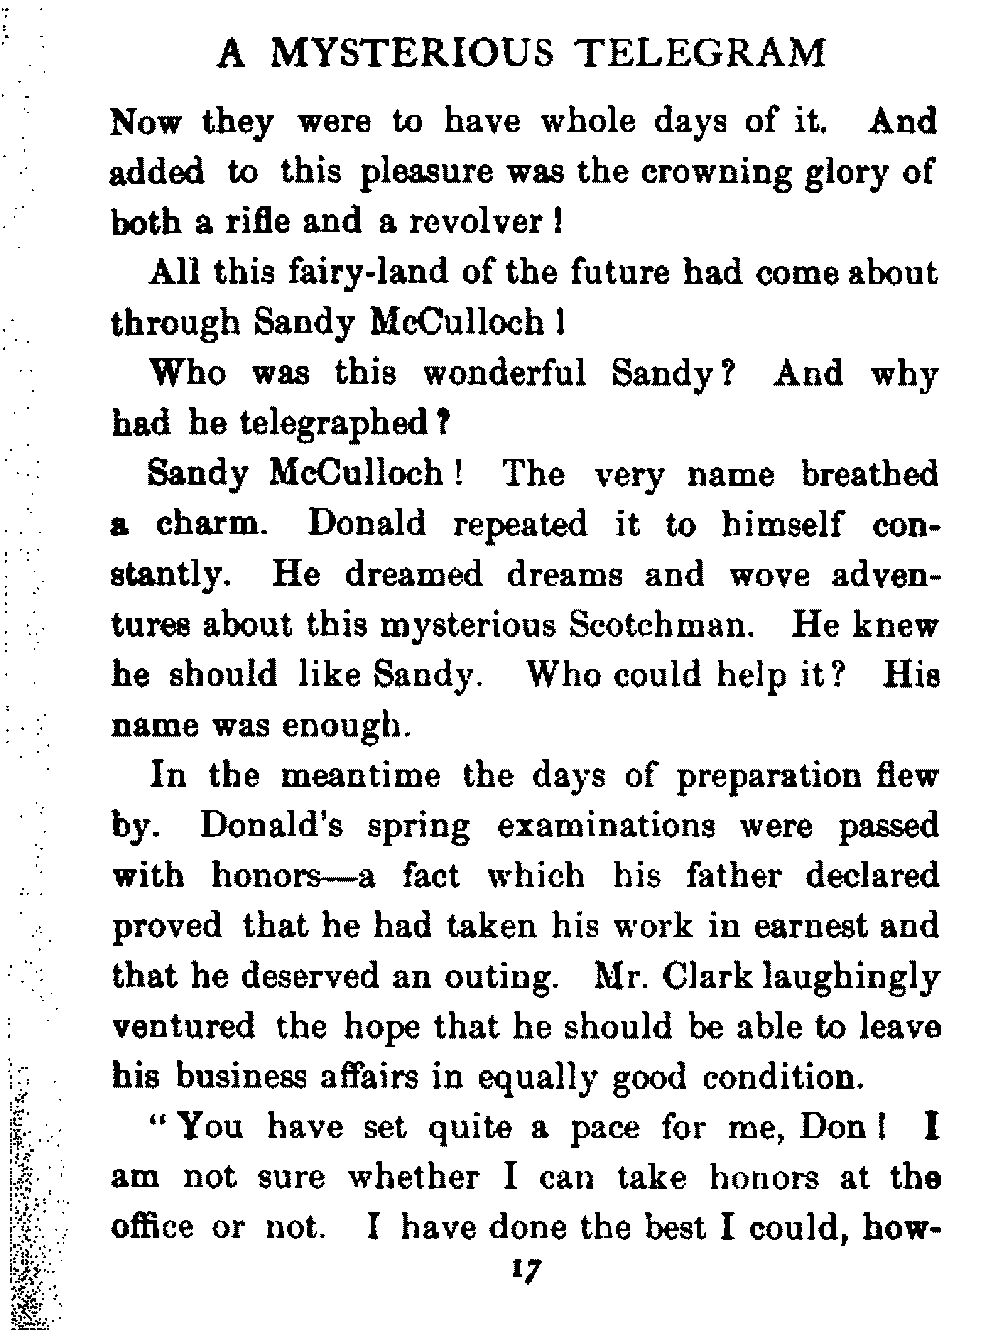 A MYSTERIOUS TELEGRAM
Now they were to have whole days of it. And
added to this pleasure was the crowning glory of
both a rifle and a revolver!
All this fairy-land of the future had come about
through Sandy McCulloch!
Who was this wonderful Sandy? And why
had he telegraphed?
Sandy McCulloch! The very name breathed
a charm. Donald repeated it to himself con-
stantly. He dreamed dreams and wove adven-
tures about this mysterious Scotchman. He knew
he should like Sandy. Who could help it? His
name was enough.
In the meantime the days of preparation flew
by. Donald's spring examinations were passed
with honors—a fact which his father declared
proved that he had taken his work in earnest and
that he deserved an outing. Mr. Clark laughingly
ventured the hope that he should be able to leave
his business affairs in equally good condition.
"You have set quite a pace for me, Don! I
am not sure whether I can take honors at the
office or not. I have done the best I could, how-
17